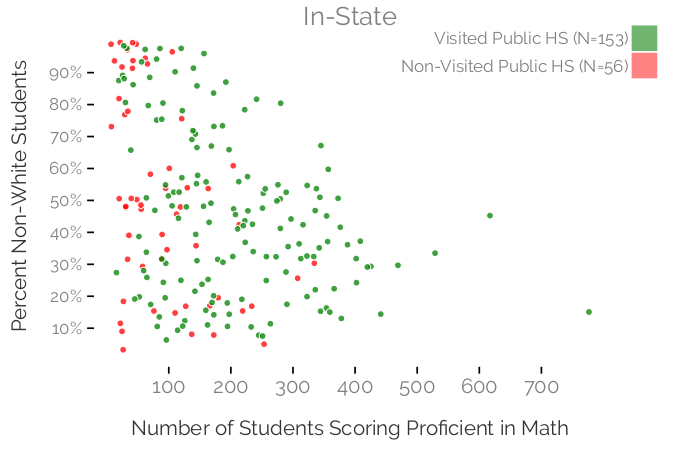 In-State
Visited Public HS (N=153)
Non-Visited Public HS (N=56)
Percent Non-White Students
90%
80%
70%
60%
50%
40%
30%
20%
10%
100 200 300 400 500 600 700
Number of Students Scoring Proficient in Math